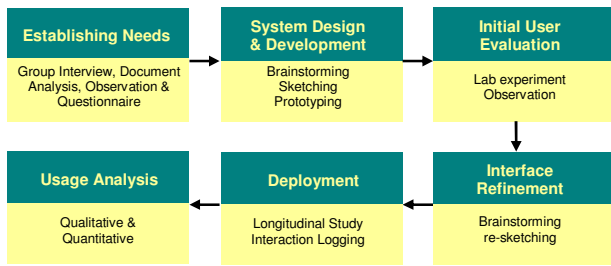 Establishing Needs
Group Interview, Document
Analysis, Observation &
Questionnaire
System Design
& Development
Brainstorming
Sketching
Prototyping
Initial User
Evaluation
Lab experiment
Observation
Interface
Refinement
Brainstorming
re-sketching
Deployment
Longitudinal Study
Interaction Logging
Usage Analysis
Qualitative &
Quantitative